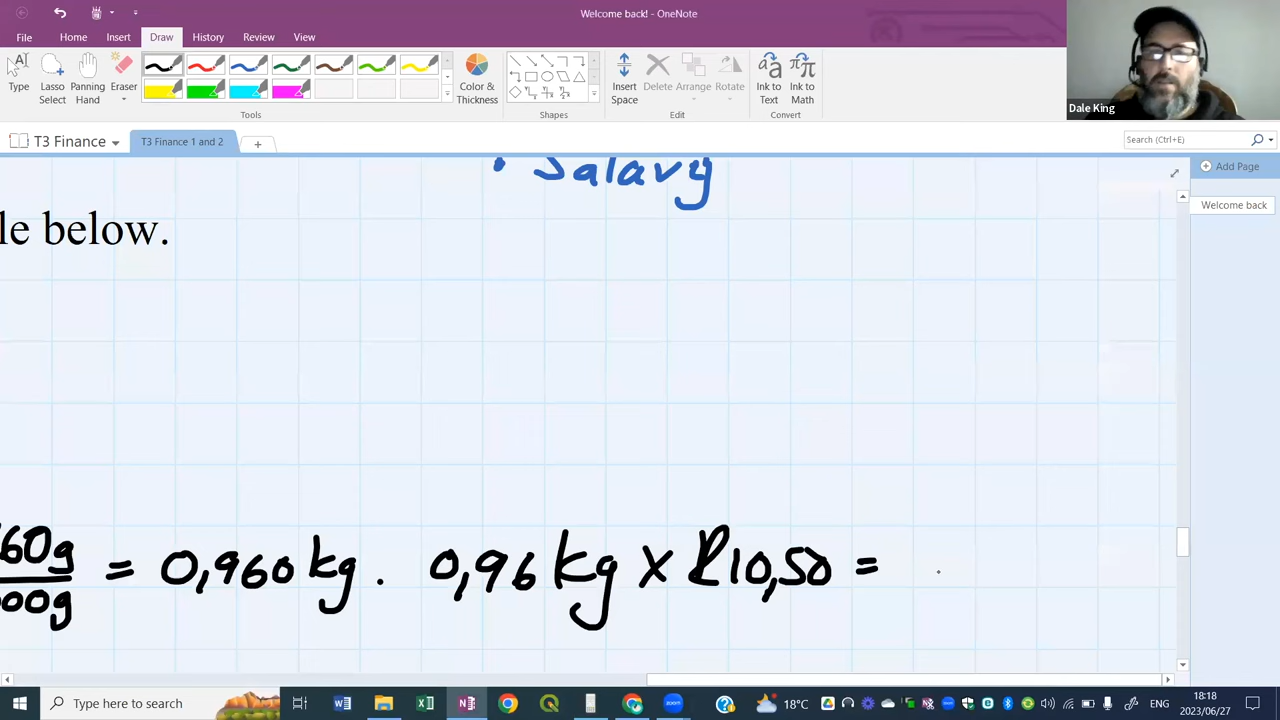 Welcome back! - OneNote
File
Home
Insert
Draw
History
Review
View
Type
Lasso
Select
Panning
Hand
Eraser
Color &
Thickness
Insert
Space
Delete
Arrange
Rotate
Ink to
Text
Ink to
Math
Tools
Shapes
Edit
Convert
Dale King
T3 Finance
T3 Finance 1 and 2
Search (Ctrl+E)
Add Page
Welcome back
• Salary
le below.
60g
00g
= 0,960 kg. 0,96 kg × R10,50 =
Type here to search
18°C
ENG
18:18
2023/06/27